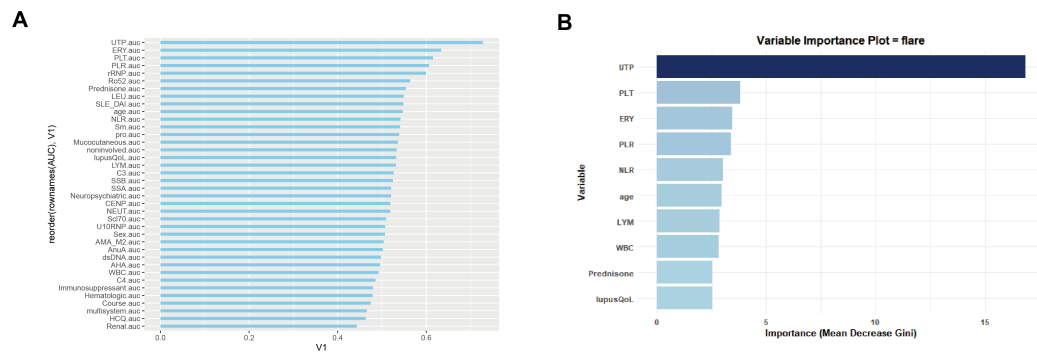 A
reorder(rownames(AUC), V1)
UTP.auc
ERY.auc
PLT.auc
PLR.auc
rRNP.auc
Ro52.auc
Prednisone.auc
LEU.auc
SLE_DAI.auc
age.auc
NLR.auc
Sm.auc
pro.auc
Mucocutaneous.auc
noninvolved.auc
lupusQoL.auc
LYM.auc
C3.auc
SSB.auc
SSA.auc
Neuropsychiatric.auc
CENP.auc
NEUT.auc
Scl70.auc
U10RNP.auc
Sex.auc
AMA_M2.auc
AnuA.auc
dsDNA.auc
AHA.auc
WBC.auc
C4.auc
Immunosuppressant.auc
Hematologic.auc
Course.auc
multisystem.auc
HCQ.auc
Renal.auc
0.0 0.2 0.4 0.6
V1
B
Variable Importance Plot = flare
Variable
UTP
PLT
ERY
PLR
NLR
age
LYM
WBC
Prednisone
lupusQoL
0 5 10 15
Importance (Mean Decrease Gini)